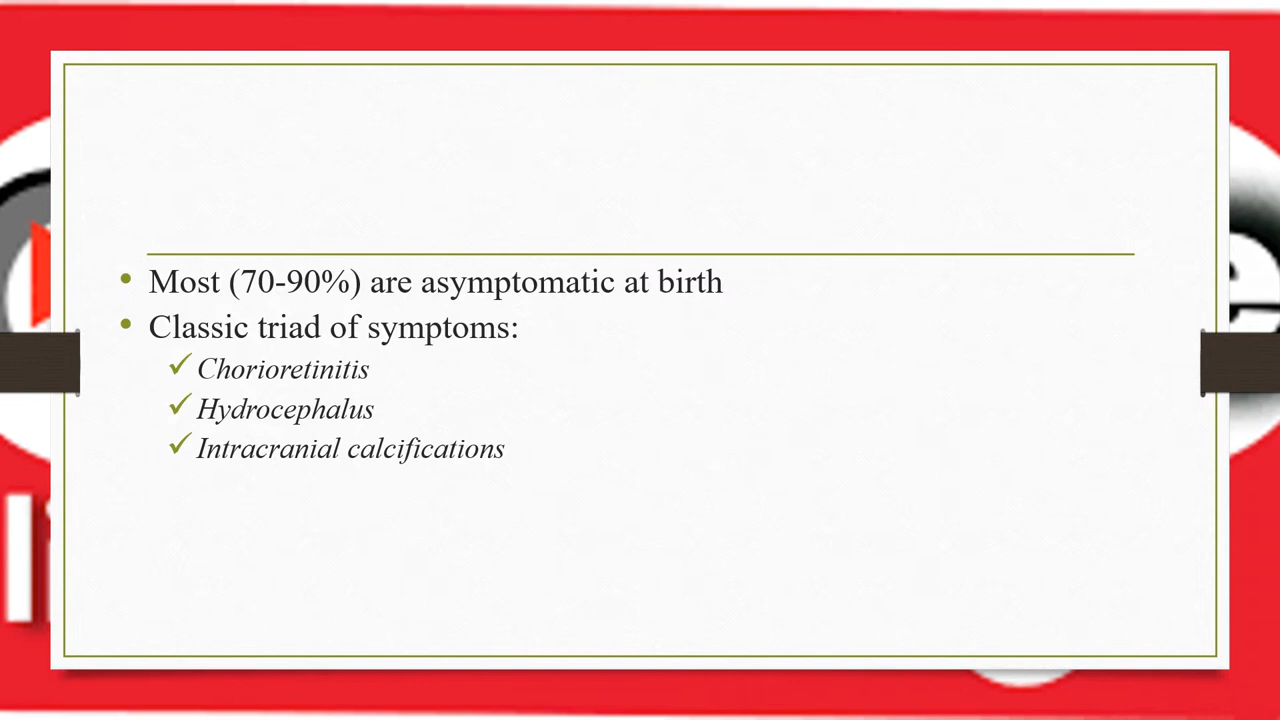 Most (70-90%) are asymptomatic at birth
Classic triad of symptoms:
Chorioretinitis
Hydrocephalus
Intracranial calcifications